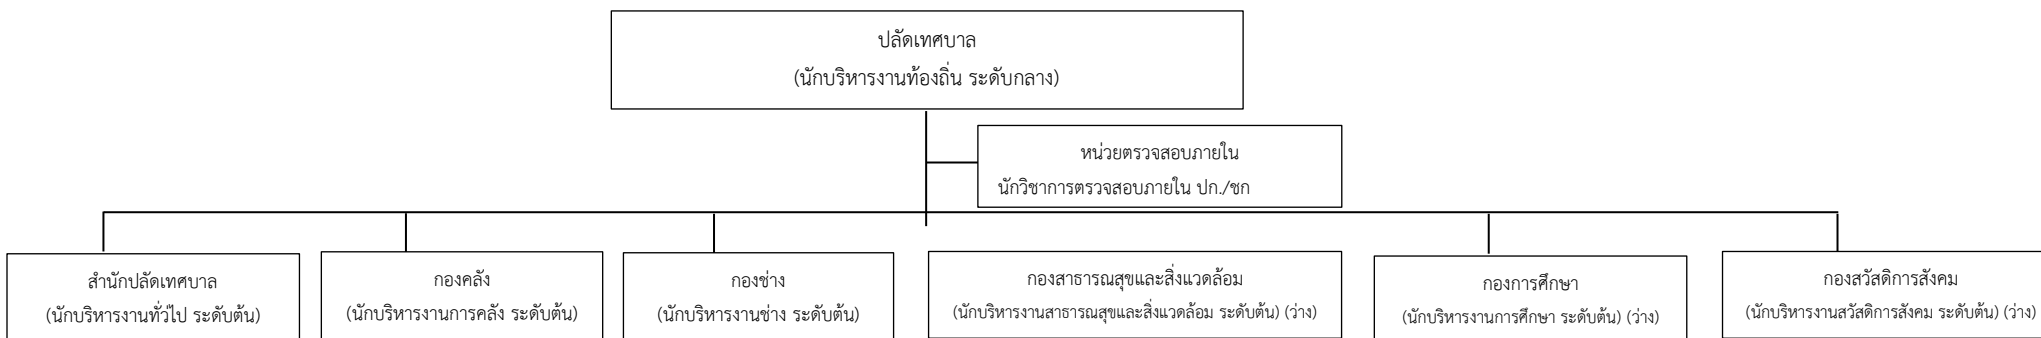 ปลัดเทศบาล
(นักบริหารงานท้องถิ่น ระดับกลาง)
หน่วยตรวจสอบภายใน
นักวิชาการตรวจสอบภายใน ปก./ชก
สำนักปลัดเทศบาล
(นักบริหารงานทั่วไป ระดับต้น)
กองคลัง
(นักบริหารงานการคลัง ระดับต้น)
กองช่าง
(นักบริหารงานช่าง ระดับต้น)
กองสาธารณสุขและสิ่งแวดล้อม
(นักบริหารงานสาธารณสุขและสิ่งแวดล้อม ระดับต้น) (ว่าง)
กองการศึกษา
(นักบริหารงานการศึกษา ระดับต้น) (ว่าง)
กองสวัสดิการสังคม
(นักบริหารงานสวัสดิการสังคม ระดับต้น) (ว่าง)